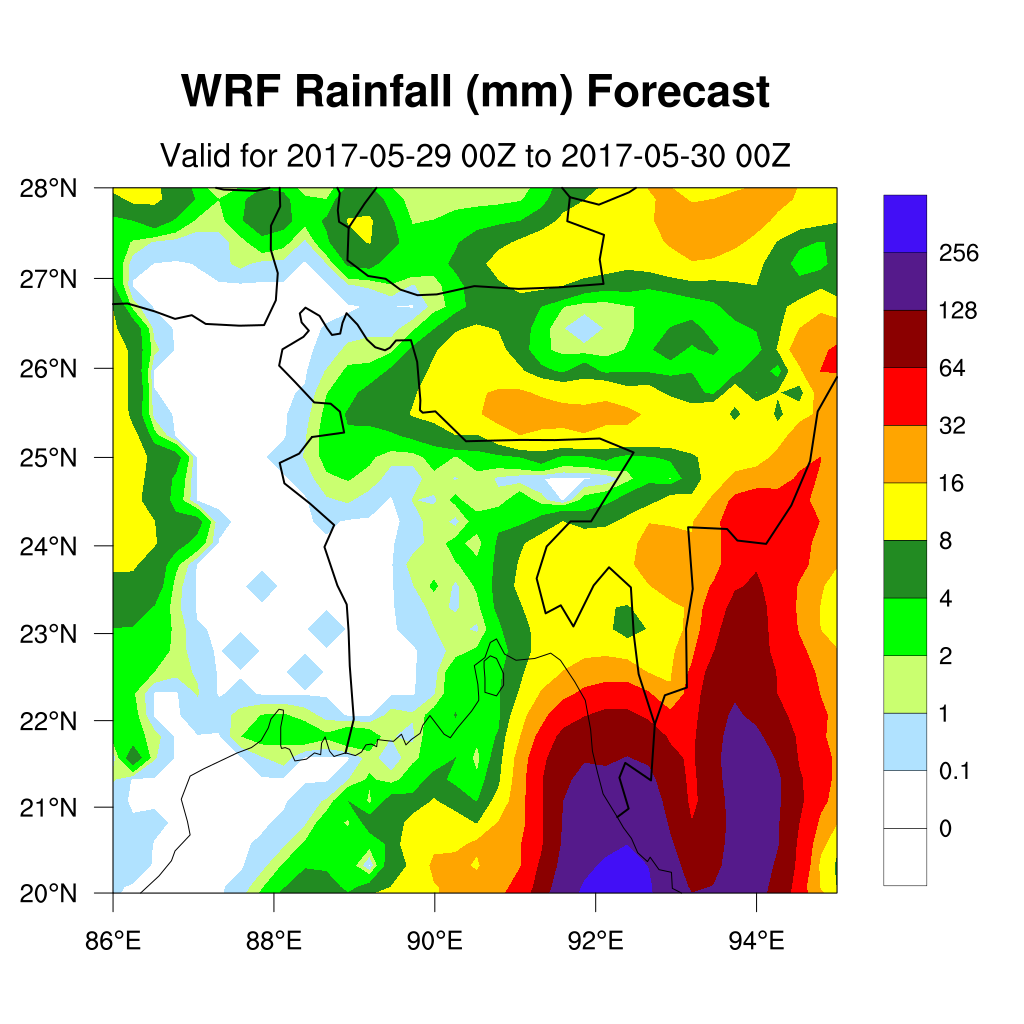 WRF Rainfall (mm) Forecast
Valid for 2017-05-29 00Z to 2017-05-30 00Z
28°N
27°N
26°N
25°N
24°N
23°N
22°N
21°N
20°N
86°E 88°E 90°E 92°E 94°E
256
128
64
32
16
8
4
2
1
0.1
0